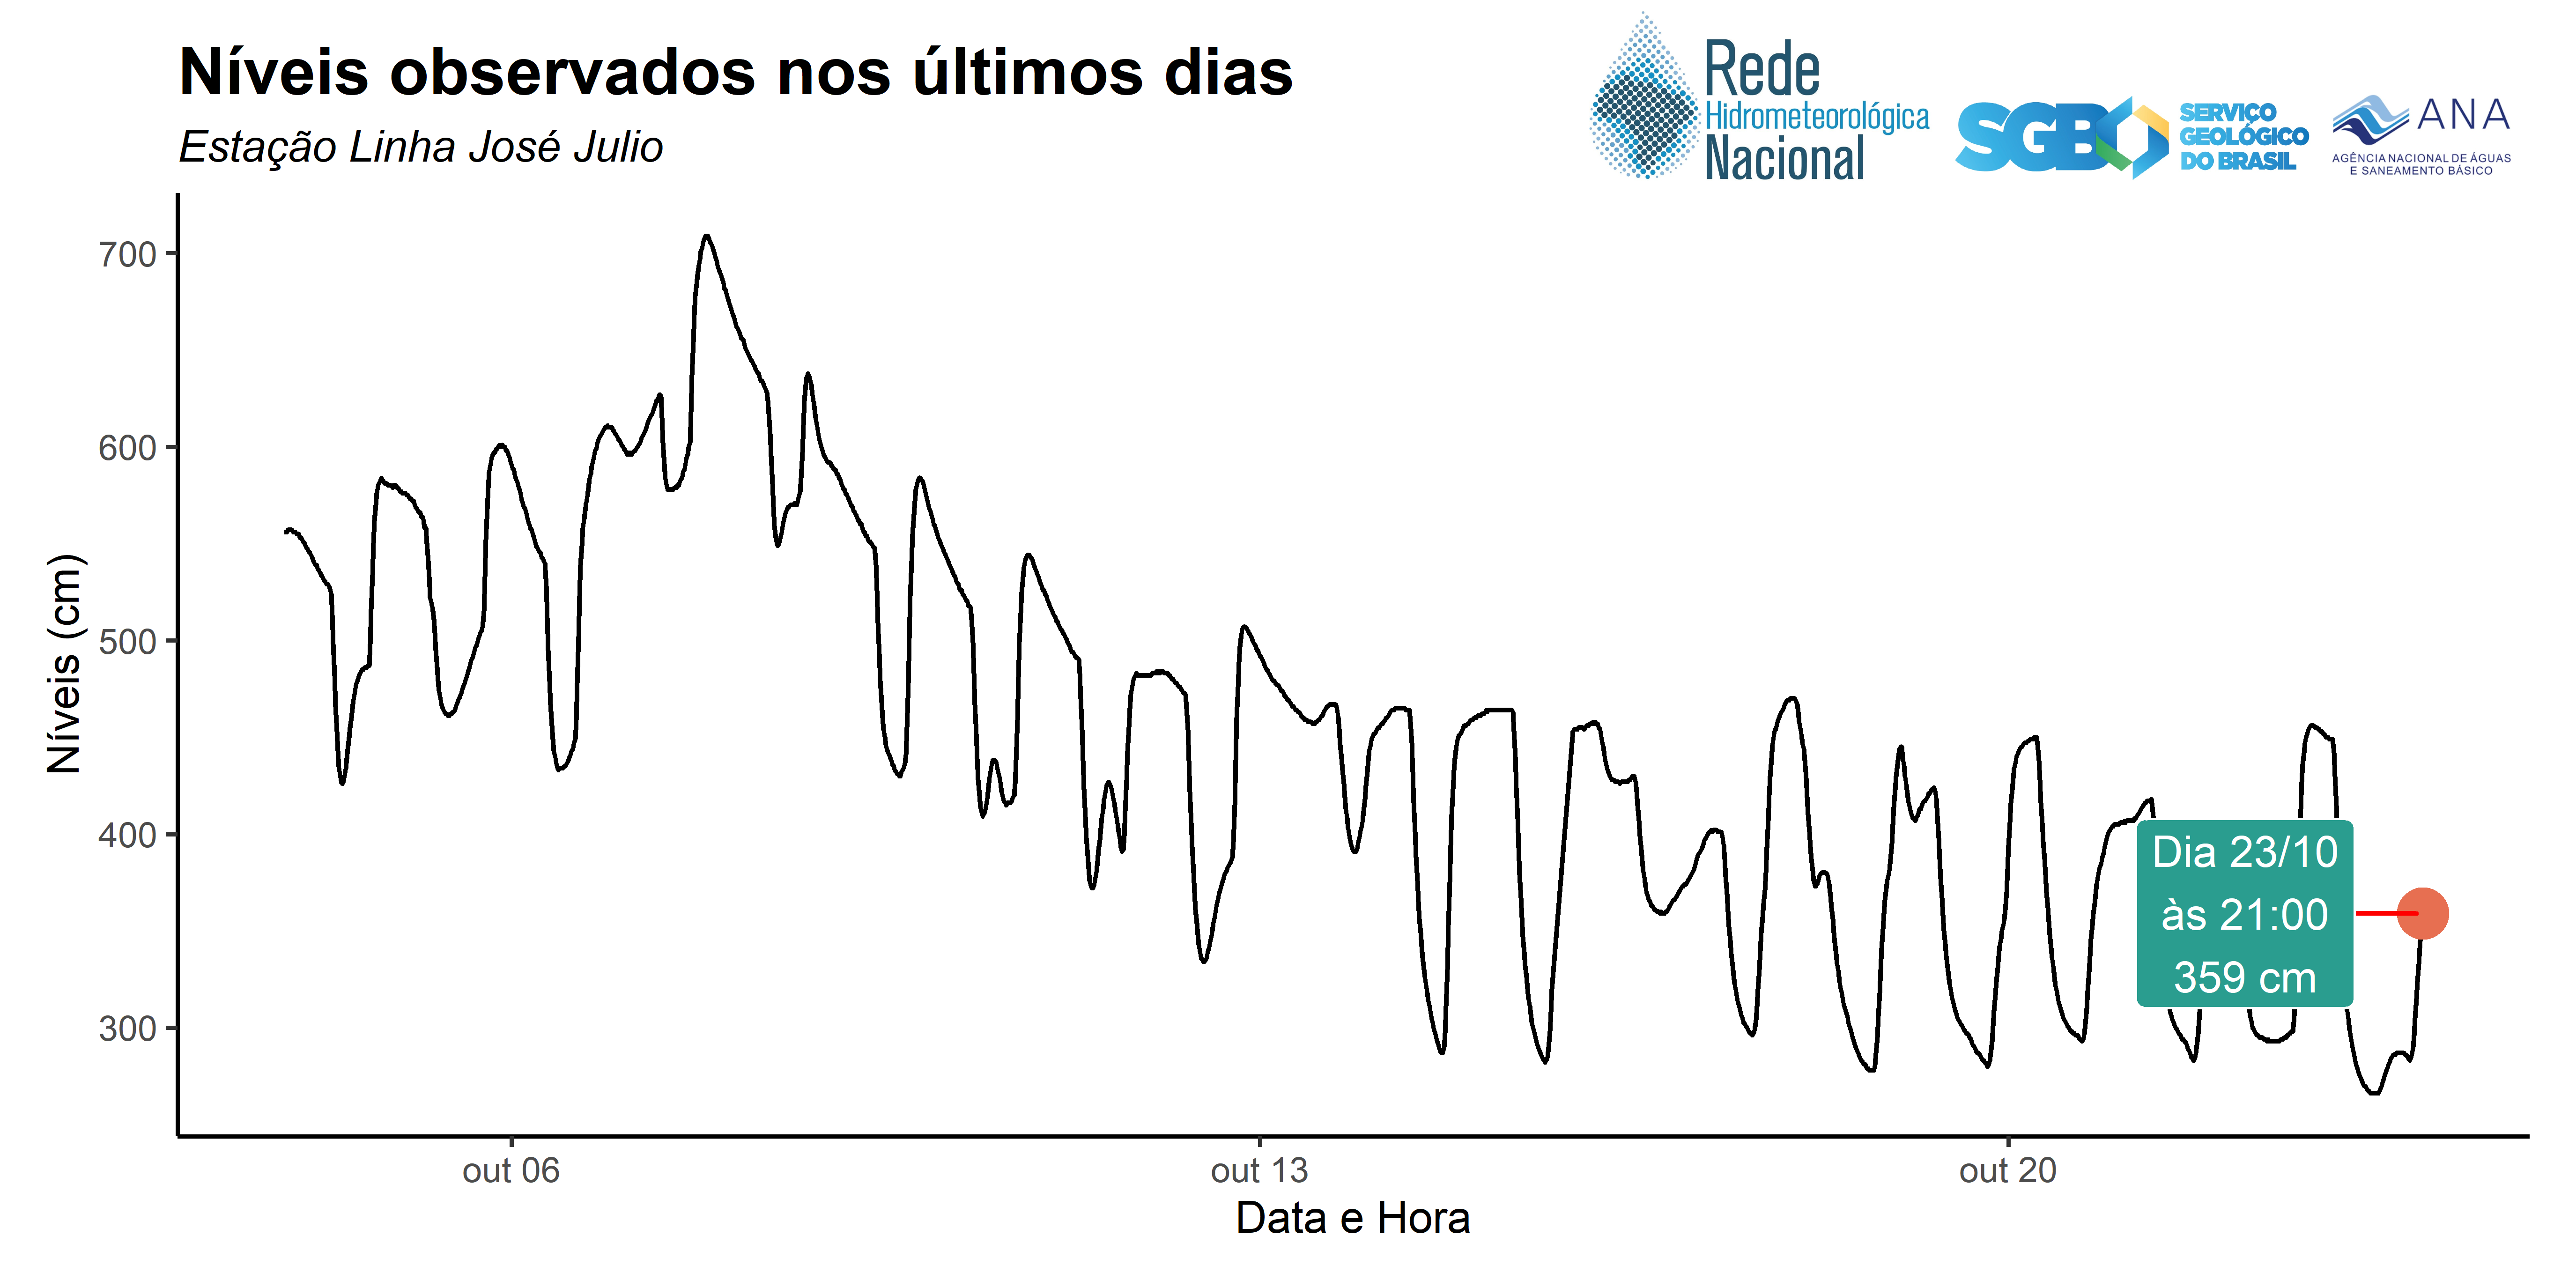 Níveis observados nos últimos dias
Estação Linha José Julio
Rede
Hidrometeorológica
Nacional
SGB
SERVIÇO
GEOLÓGICO
DO BRASIL
ANA
AGÊNCIA NACIONAL DE ÁGUAS
E SANEAMENTO BÁSICO
Níveis (cm)
700
600
500
400
300
Dia 23/10
às 21:00
359 cm
out 06
out 13
out 20
Data e Hora